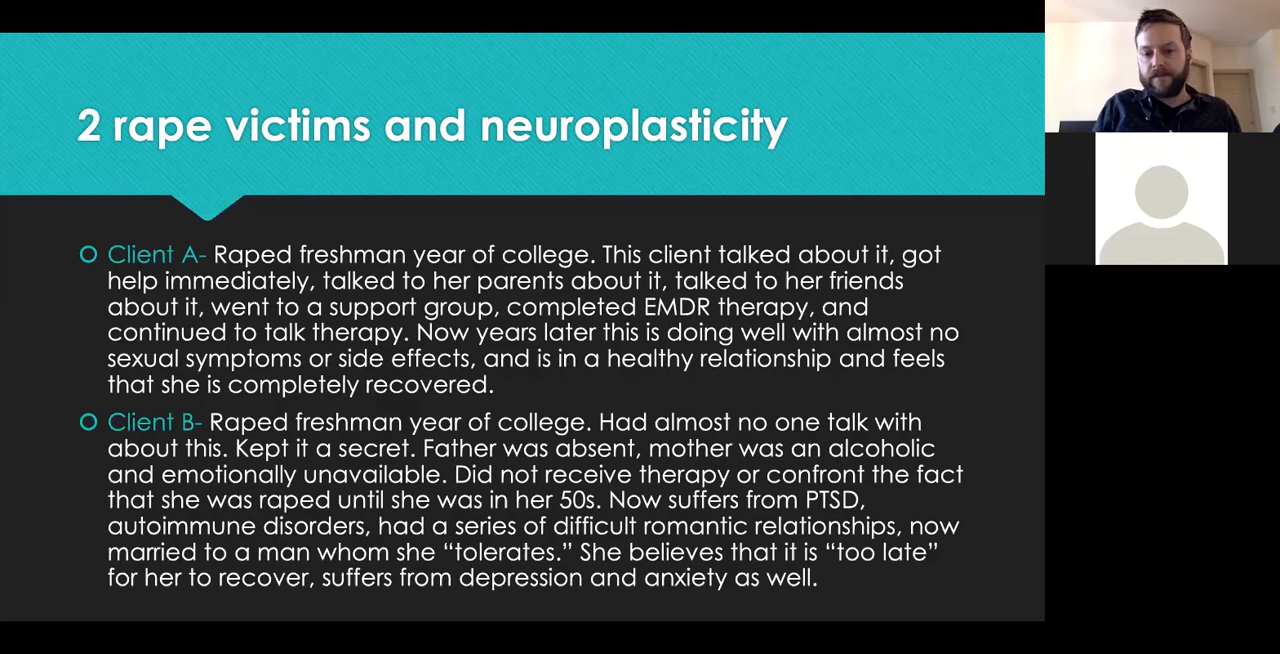 2 rape victims and neuroplasticity
Client A- Raped freshman year of college. This client talked about it, got
help immediately, talked to her parents about it, talked to her friends
about it, went to a support group, completed EMDR therapy, and
continued to talk therapy. Now years later this is doing well with almost no
sexual symptoms or side effects, and is in a healthy relationship and feels
that she is completely recovered.
Client B- Raped freshman year of college. Had almost no one talk with
about this. Kept it a secret. Father was absent, mother was an alcoholic
and emotionally unavailable. Did not receive therapy or confront the fact
that she was raped until she was in her 50s. Now suffers from PTSD,
autoimmune disorders, had a series of difficult romantic relationships, now
married to a man whom she “tolerates.” She believes that it is “too late”
for her to recover, suffers from depression and anxiety as well.